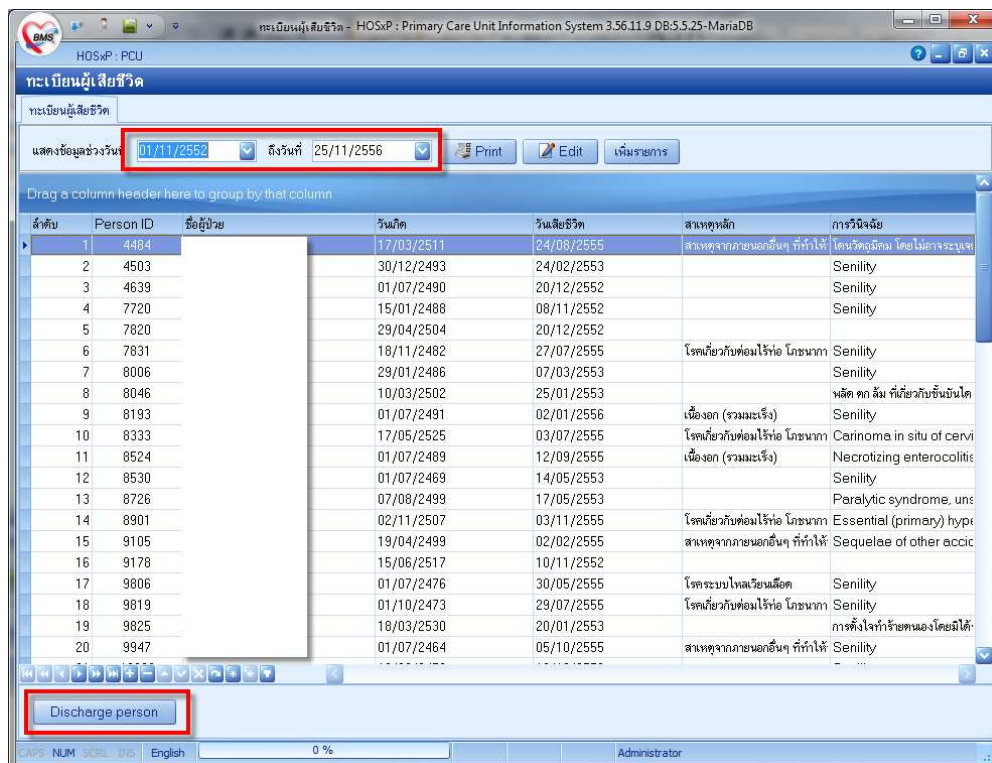 BMS
ทะเบียนผู้เสียชีวิต - HOSxP : Primary Care Unit Information System 3.56.11.9 DB:5.5.25-MariaDB
HOSxP : PCU
ทะเบียนผู้เสียชีวิต
ทะเบียนผู้เสียชีวิต
แสดงข้อมูลช่วงวันที่ 01/11/2552 ถึงวันที่ 25/11/2556 Print Edit เพิ่มรายการ
Drag a column header here to group by that column
ลำดับ Person ID ชื่อผู้ป่วย วันเกิด วันเสียชีวิต สาเหตุหลัก การวินิจฉัย
1 4484 17/03/2511 24/08/2555 สาเหตุจากภายนอกอื่นๆ ที่ทำให้ โดนวัตถุมีคม โดยไม่อาจระบุเจ
2 4503 30/12/2493 24/02/2553 Senility
3 4639 01/07/2490 20/12/2552 Senility
4 7720 15/01/2488 08/11/2552 Senility
5 7820 29/04/2504 20/12/2552
6 7831 18/11/2482 27/07/2555 โรคเกี่ยวกับต่อมไร้ท่อ โภชนากา Senility
7 8006 29/01/2486 07/03/2553 Senility
8 8046 10/03/2502 25/01/2553 พลัด ตก ล้ม ที่เกี่ยวกับขั้นบันได
9 8193 01/07/2491 02/01/2556 เนื้องอก (รวมมะเร็ง) Senility
10 8333 17/05/2525 03/07/2555 โรคเกี่ยวกับต่อมไร้ท่อ โภชนากา Carinoma in situ of cervi
11 8524 01/07/2489 12/09/2555 เนื้องอก (รวมมะเร็ง) Necrotizing enterocolitis
12 8530 01/07/2469 14/05/2553 Senility
13 8726 07/08/2499 17/05/2553 Paralytic syndrome, uns
14 8901 02/11/2507 03/11/2555 โรคเกี่ยวกับต่อมไร้ท่อ โภชนากา Essential (primary) hype
15 9105 19/04/2499 02/02/2555 สาเหตุจากภายนอกอื่นๆ ที่ทำให้ Sequelae of other accic
16 9178 15/06/2517 10/11/2552
17 9806 01/07/2476 30/05/2555 โรคระบบไหลเวียนเลือด Senility
18 9819 01/10/2473 29/07/2555 โรคเกี่ยวกับต่อมไร้ท่อ โภชนากา Senility
19 9825 18/03/2530 20/01/2553 การตั้งใจทำร้ายตนเองโดยมิได้
20 9947 01/07/2464 05/10/2555 สาเหตุจากภายนอกอื่นๆ ที่ทำให้ Senility
Discharge person
CAPS NUM SCRL INS English 0 % Administrator